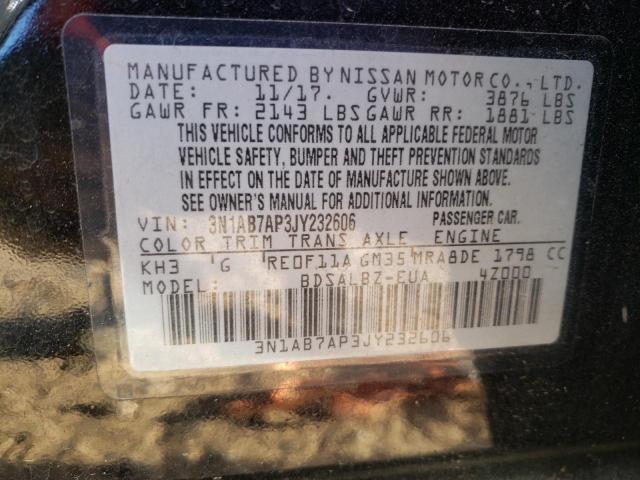 MANUFACTURED BY NISSAN MOTOR CO., LTD.
DATE: 11/17. GVWR: 3876 LBS
GAWR FR: 2143 LBS GAWR RR: 1881 LBS
THIS VEHICLE CONFORMS TO ALL APPLICABLE FEDERAL MOTOR
VEHICLE SAFETY, BUMPER AND THEFT PREVENTION STANDARDS
IN EFFECT ON THE DATE OF MANUFACTURE SHOWN ABOVE.
SEE OWNER'S MANUAL FOR ADDITIONAL INFORMATION.
VIN: 3N1AB7AP3JY232606 PASSENGER CAR.
COLOR TRIM TRANS AXLE ENGINE
KH3 G RE0F11A GM35 MRA8DE 1798 CC
MODEL: BDSALBZ-EUA 4Z000
3N1AB7AP3JY232606